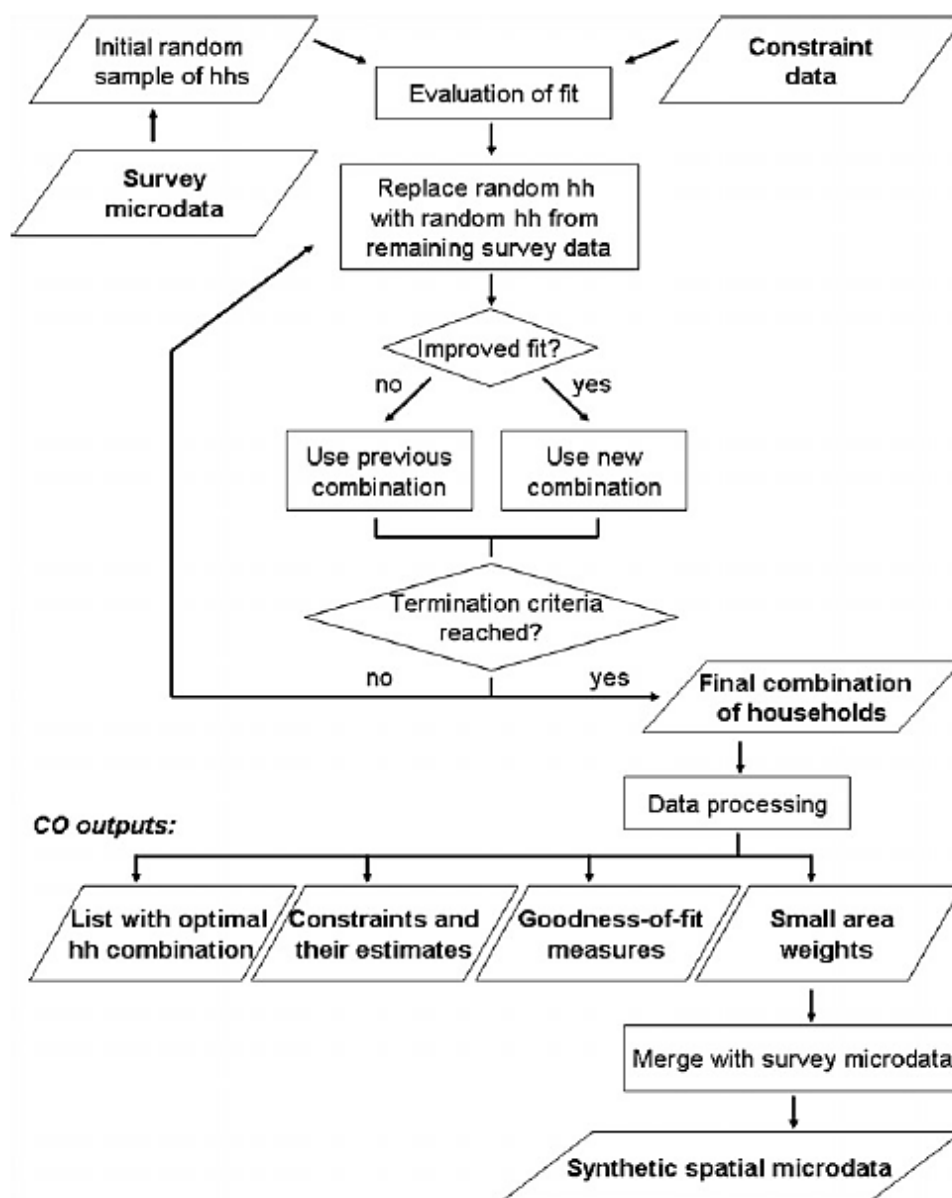 Initial random
sample of hhs
Constraint
data
Evaluation of fit
Survey
microdata
Replace random hh
with random hh from
remaining survey data
Improved fit?
no
yes
Use previous
combination
Use new
combination
Termination criteria
reached?
no
yes
Final combination
of households
Data processing
CO outputs:
List with optimal
hh combination
Constraints and
their estimates
Goodness-of-fit
measures
Small area
weights
Merge with survey microdata
Synthetic spatial microdata